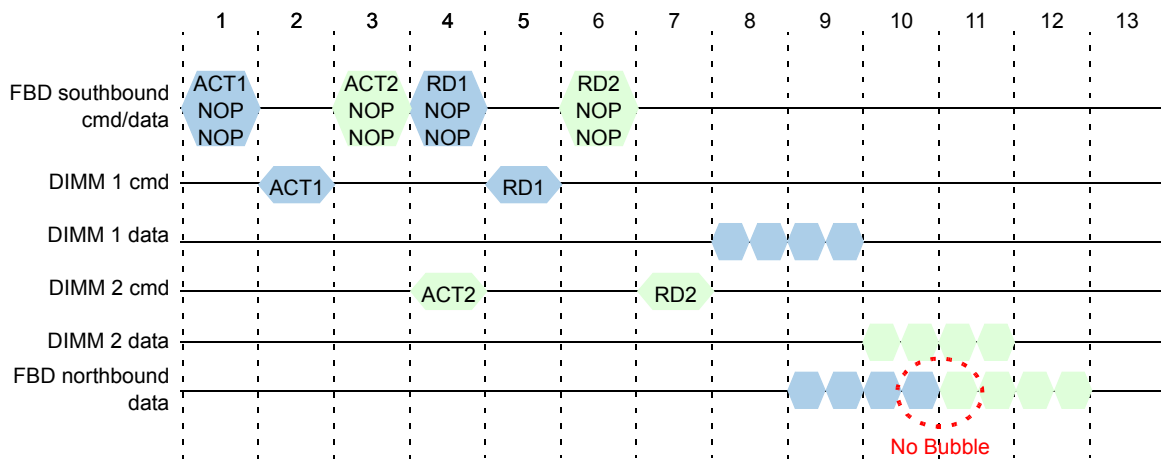 1 2 3 4 5 6 7 8 9 10 11 12 13
FBD southbound
cmd/data
ACT1
NOP
NOP
ACT2
NOP
NOP
RD1
NOP
NOP
RD2
NOP
NOP
DIMM 1 cmd
ACT1 RD1
DIMM 1 data
DIMM 2 cmd
ACT2 RD2
DIMM 2 data
FBD northbound
data
No Bubble